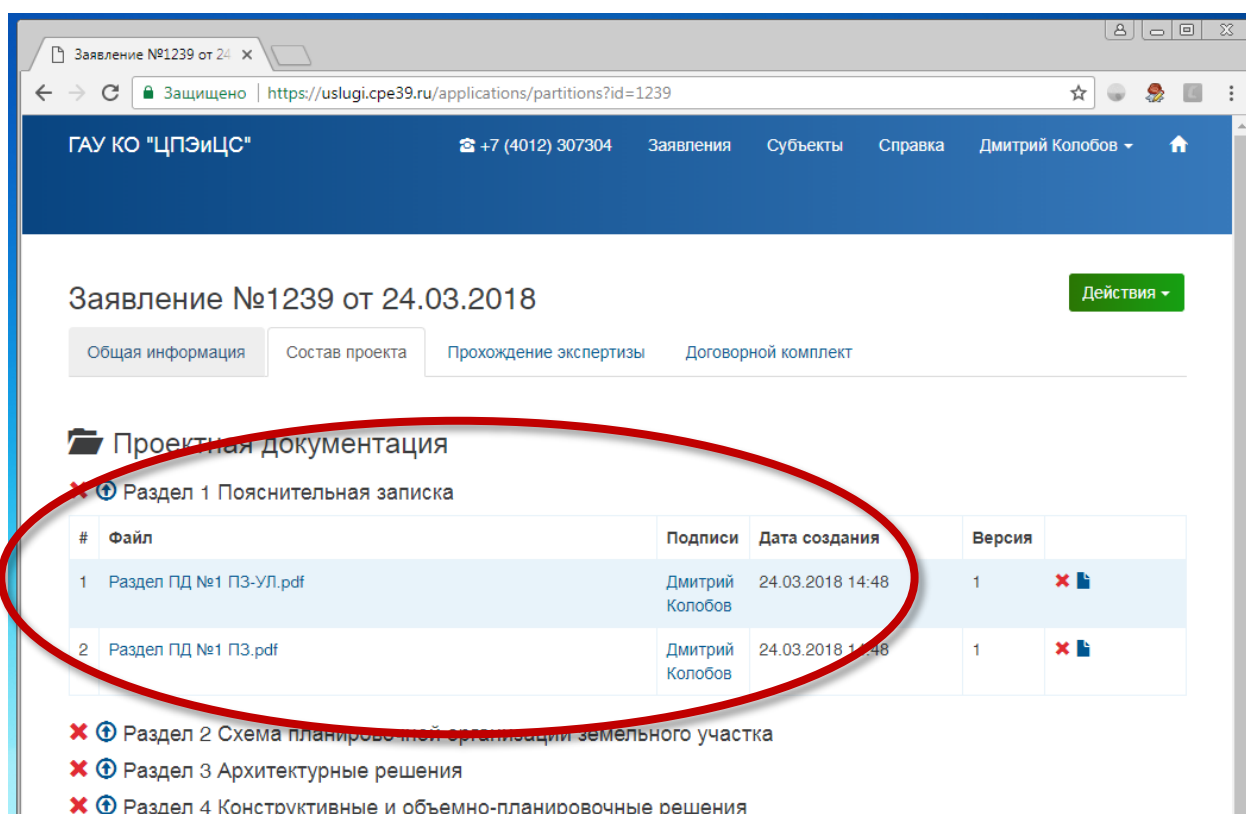 Заявление №1239 от 24
Защищено | https://uslugi.cpe39.ru/applications/partitions?id=1239
ГАУ КО "ЦПЭиЦС" +7 (4012) 307304 Заявления Субъекты Справка Дмитрий Колобов
Заявление №1239 от 24.03.2018 Действия
Общая информация Состав проекта Прохождение экспертизы Договорной комплект
Проектная документация
Раздел 1 Пояснительная записка
# Файл Подписи Дата создания Версия
1 Раздел ПД №1 ПЗ-УЛ.pdf Дмитрий Колобов 24.03.2018 14:48 1
2 Раздел ПД №1 ПЗ.pdf Дмитрий Колобов 24.03.2018 14:48 1
Раздел 2 Схема планировочной организации земельного участка
Раздел 3 Архитектурные решения
Раздел 4 Конструктивные и объемно-планировочные решения